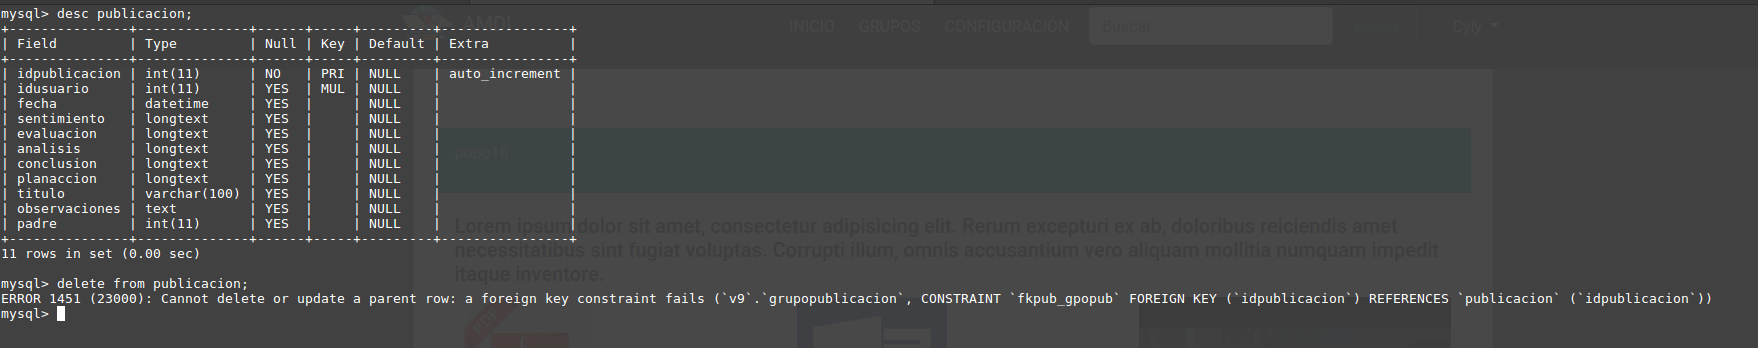 mysql> desc publicacion;
+---------------+--------------+------+-----+---------+----------------+
| Field         | Type         | Null | Key | Default | Extra          |
+---------------+--------------+------+-----+---------+----------------+
| idpublicacion | int(11)      | NO   | PRI | NULL    | auto_increment |
| idusuario     | int(11)      | YES  | MUL | NULL    |                |
| fecha         | datetime     | YES  |     | NULL    |                |
| sentimiento   | longtext     | YES  |     | NULL    |                |
| evaluacion    | longtext     | YES  |     | NULL    |                |
| analisis      | longtext     | YES  |     | NULL    |                |
| conclusion    | longtext     | YES  |     | NULL    |                |
| planaccion    | longtext     | YES  |     | NULL    |                |
| titulo        | varchar(100) | YES  |     | NULL    |                |
| observaciones | text         | YES  |     | NULL    |                |
| padre         | int(11)      | YES  |     | NULL    |                |
+---------------+--------------+------+-----+---------+----------------+
11 rows in set (0.00 sec)
mysql> delete from publicacion;
ERROR 1451 (23000): Cannot delete or update a parent row: a foreign key constraint fails (`v9`.`grupopublicacion`, CONSTRAINT `fkpub_gpopub` FOREIGN KEY (`idpublicacion`) REFERENCES `publicacion` (`idpublicacion`))
mysql>
AMDI
INICIO GRUPOS CONFIGURACIÓN Buscar Cyly
popo18:
Lorem ipsum dolor sit amet, consectetur adipisicing elit. Rerum excepturi ex ab, doloribus reiciendis amet
necessitatibus sint fugiat voluptas. Corrupti illum, omnis accusantium vero aliquam mollitia numquam impedit
itaque inventore.
PDF